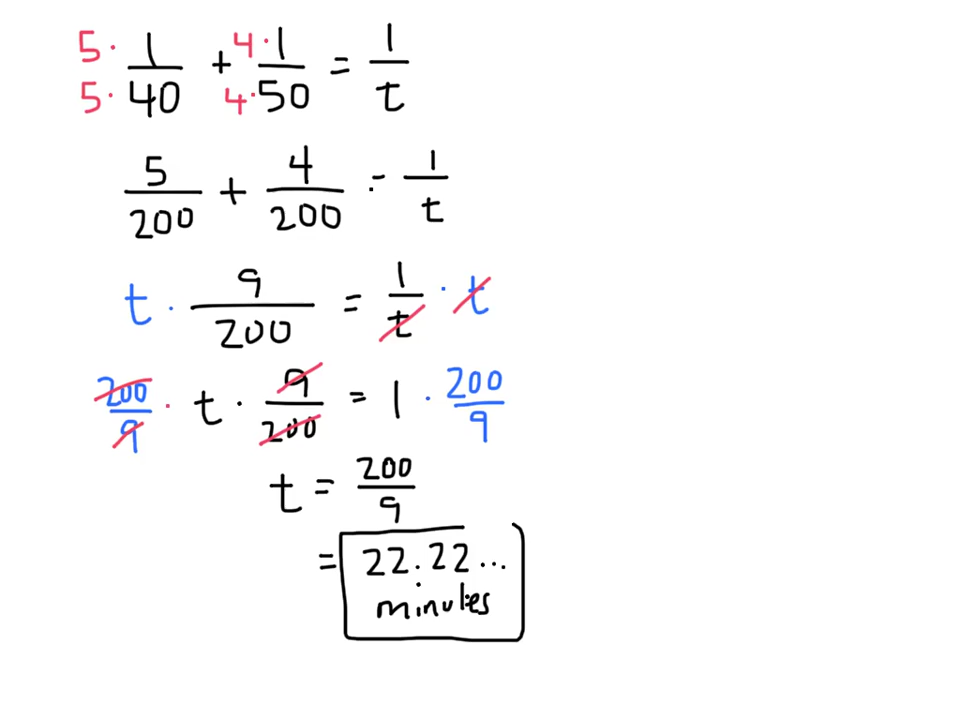 5 · 1/5 · 40 + 4 · 1/4 · 50 = 1/t
5/200 + 4/200 = 1/t
t · 9/200 = 1/t · t
200/9 · t · 9/200 = 1 · 200/9
t = 200/9
= 22.22...
minutes